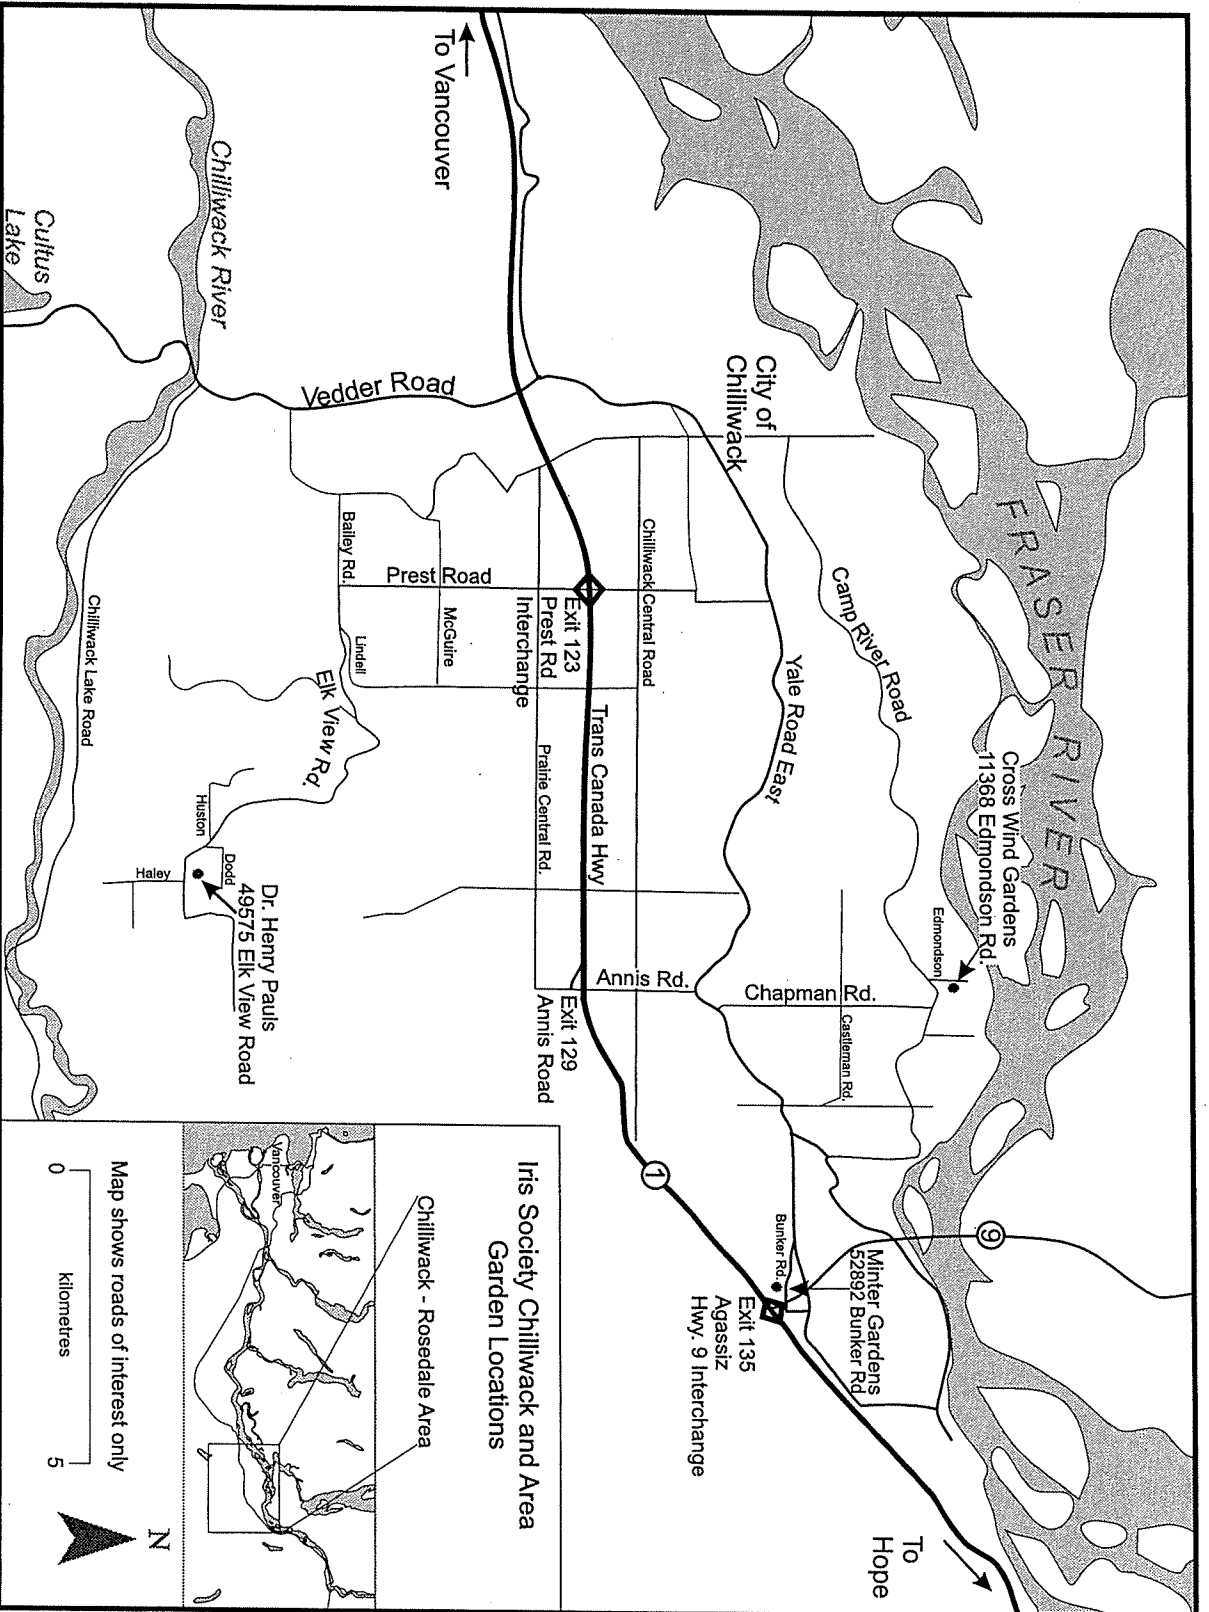 To Vancouver
Chilliwack River
Cultus
Lake
Vedder Road
City of
Chilliwack
FRASER RIVER
Camp River Road
Chilliwack Central Road
Yale Road East
Bailey Rd.
Prest Road
McGuire
Lindell
Exit 123
Prest Rd
Interchange
Trans Canada Hwy
Prairie Central Rd.
Elk View Rd.
Chilliwack Lake Road
Huston
Dodd
Haley
Dr. Henry Pauls
49575 Elk View Road
Cross Wind Gardens
11368 Edmondson Rd.
Edmondson
Annis Rd.
Chapman Rd.
Castleman Rd.
Exit 129
Annis Road
1
9
Bunker Rd.
Minter Gardens
52892 Bunker Rd
Exit 135
Agassiz
Hwy. 9 Interchange
To
Hope
Iris Society Chilliwack and Area
Garden Locations
Chilliwack - Rosedale Area
Vancouver
Map shows roads of interest only
0 kilometres 5
N